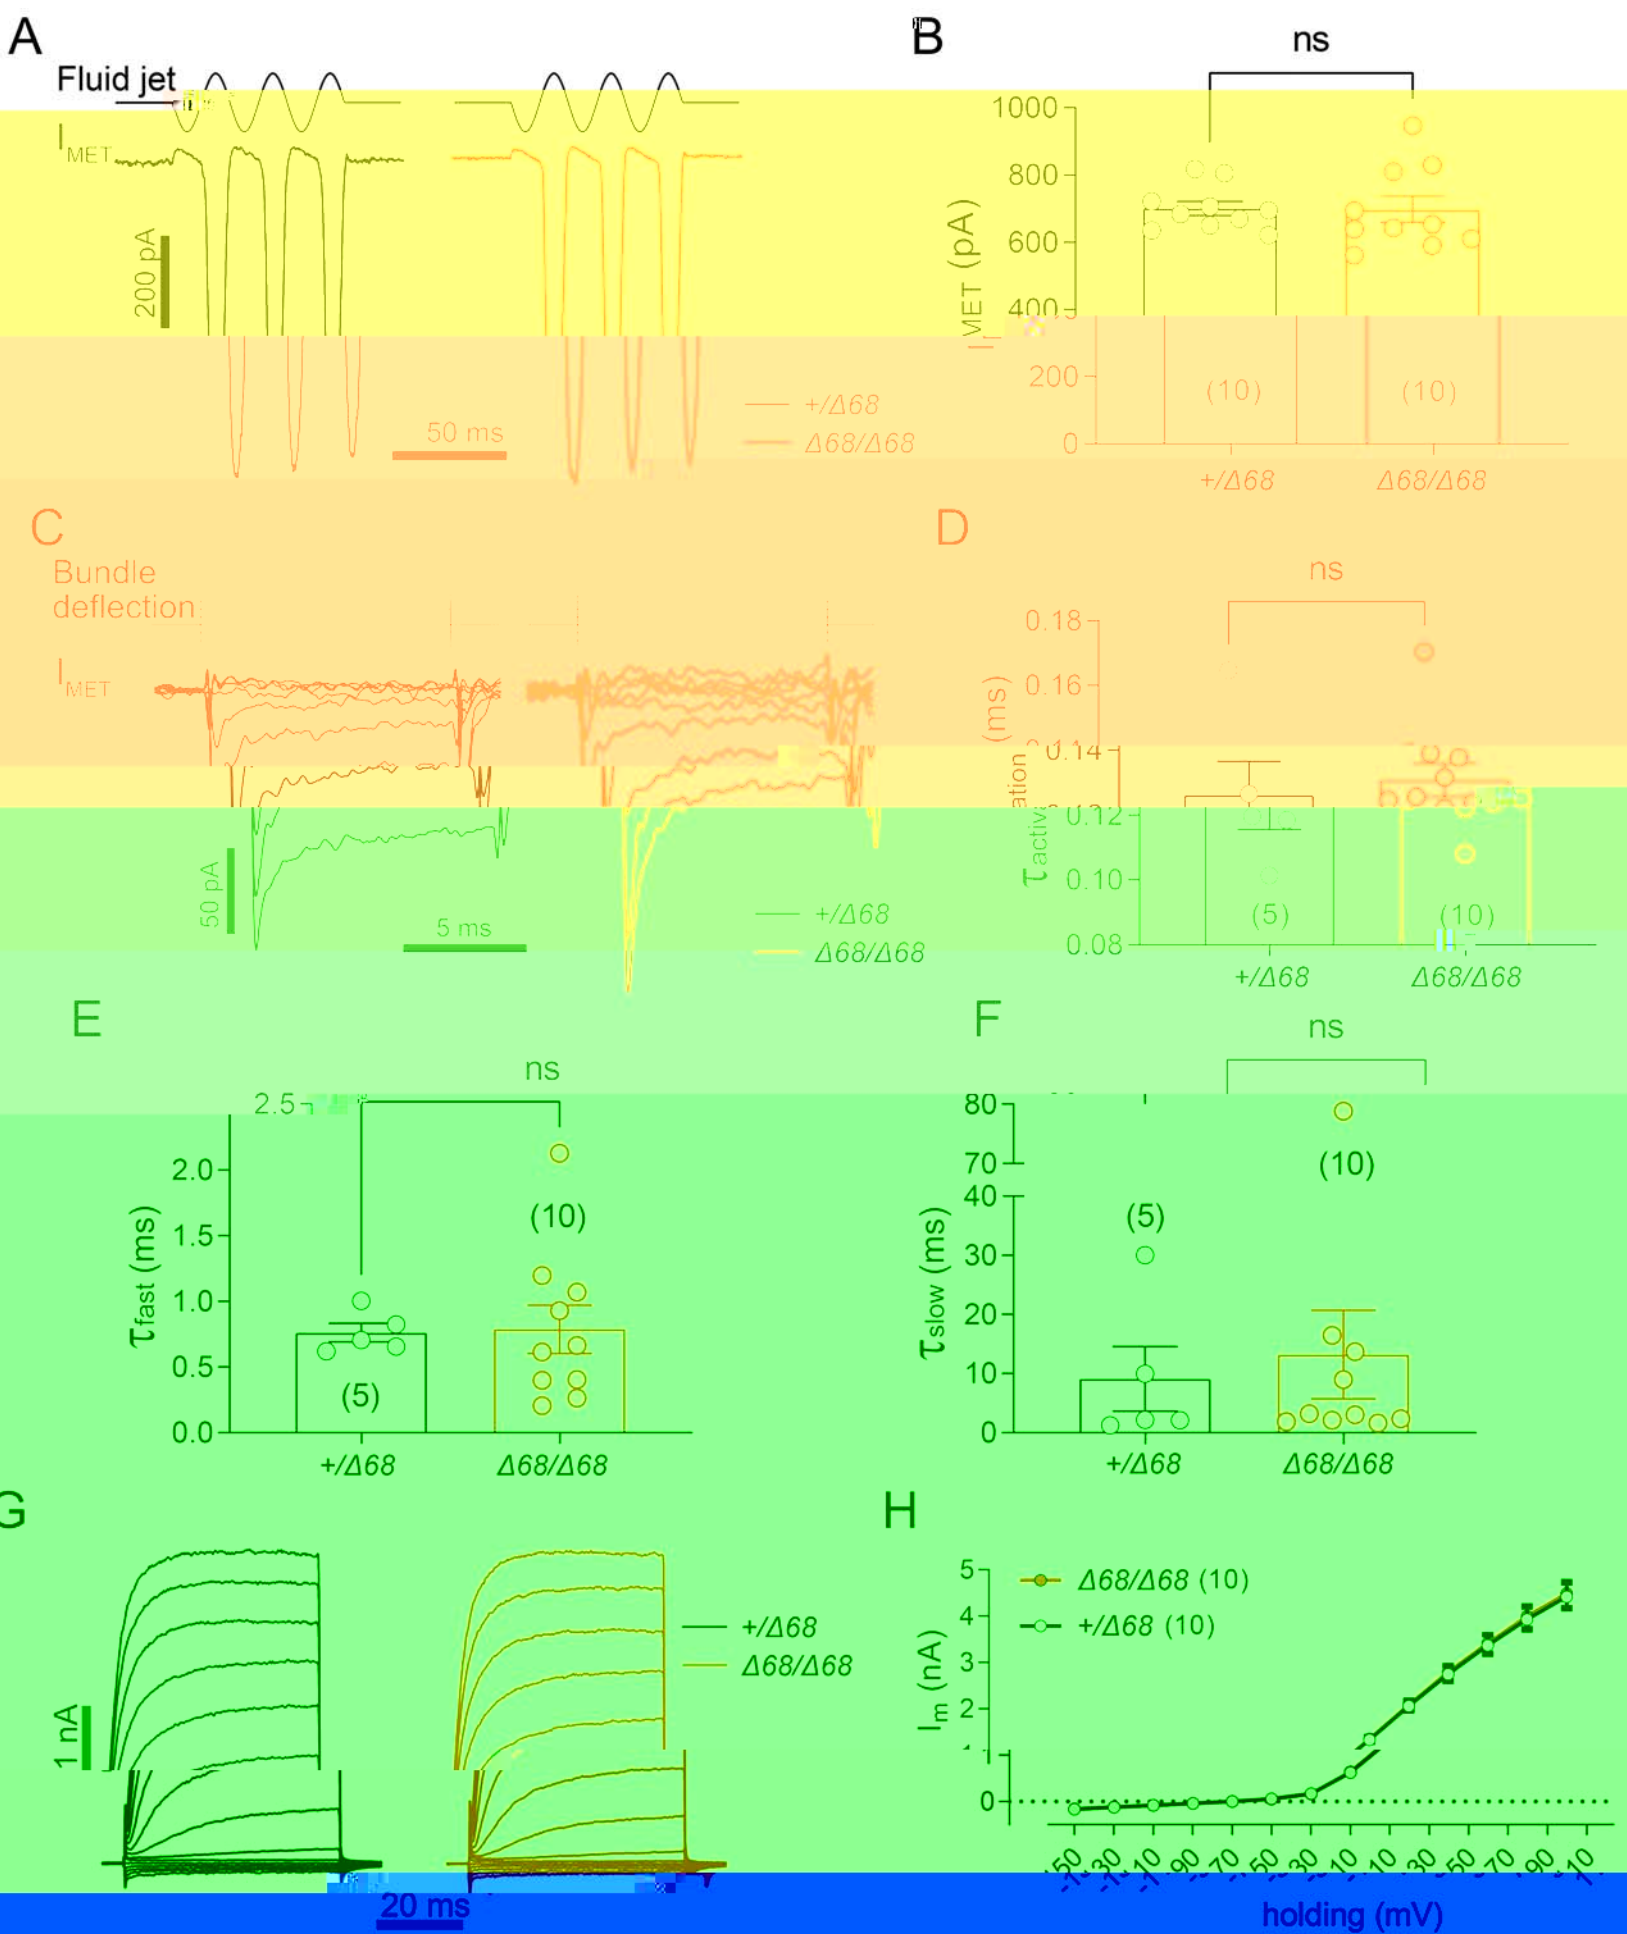 A
Fluid jet
I MET
200 pA
50 ms
+/Δ68
Δ68/Δ68
B
ns
MET (pA)
1000
800
600
400
200
0
(10)
(10)
+/Δ68
Δ68/Δ68
C
Bundle
deflection
I MET
50 pA
5 ms
+/Δ68
Δ68/Δ68
D
ns
(ms)
0.18
0.16
0.14
0.12
0.10
0.08
(5)
(10)
+/Δ68
Δ68/Δ68
E
ns
τfast (ms)
2.5
2.0
1.5
1.0
0.5
0.0
(5)
(10)
+/Δ68
Δ68/Δ68
F
ns
τslow (ms)
80
70
40
30
20
10
0
(5)
(10)
+/Δ68
Δ68/Δ68
G
1 nA
+/Δ68
Δ68/Δ68
20 ms
H
Im (nA)
5
4
3
2
0
Δ68/Δ68 (10)
+/Δ68 (10)
holding (mV)